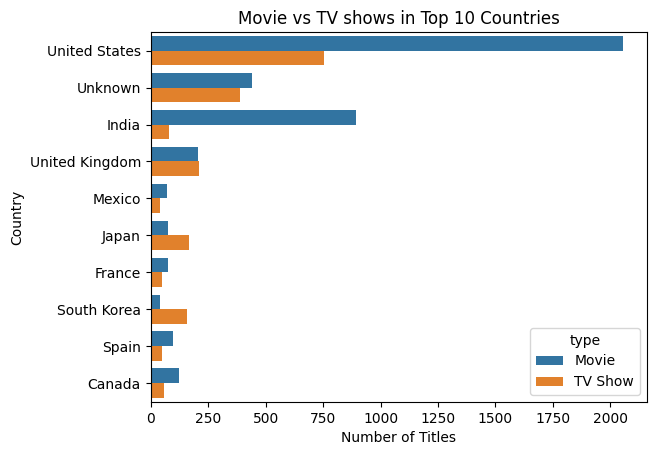 Movie vs TV shows in Top 10 Countries
Country
United States
Unknown
India
United Kingdom
Mexico
Japan
France
South Korea
Spain
Canada
type
Movie
TV Show
0 250 500 750 1000 1250 1500 1750 2000
Number of Titles